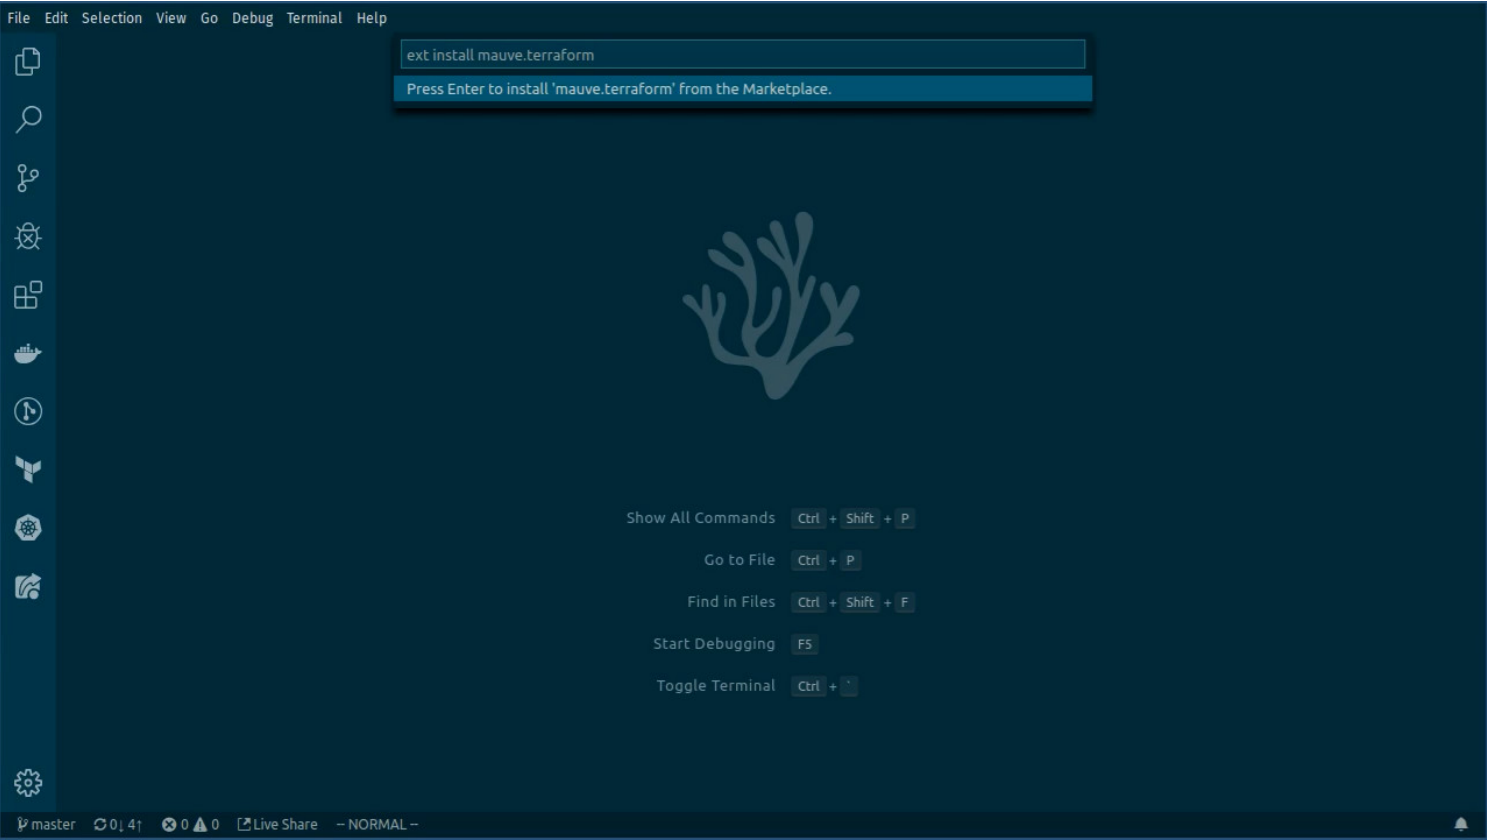 File Edit Selection View Go Debug Terminal Help
ext install mauve.terraform
Press Enter to install 'mauve.terraform' from the Marketplace.
Show All Commands Ctrl + Shift + P
Go to File Ctrl + P
Find in Files Ctrl + Shift + F
Start Debugging F5
Toggle Terminal Ctrl + `
master 0↓ 4↑ 0 0 Live Share -- NORMAL --